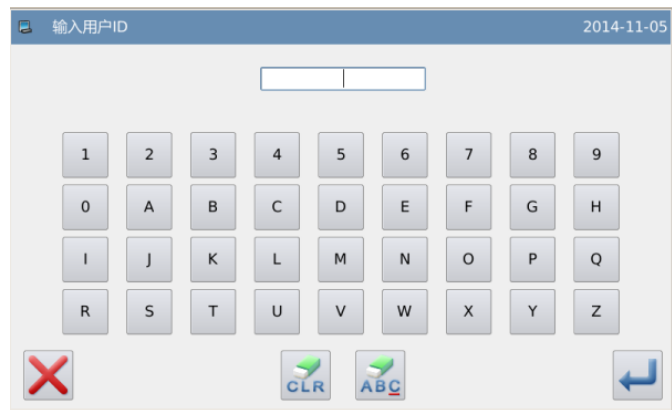 输入用户ID 2014-11-05
1 2 3 4 5 6 7 8 9
0 A B C D E F G H
I J K L M N O P Q
R S T U V W X Y Z
CLR ABC